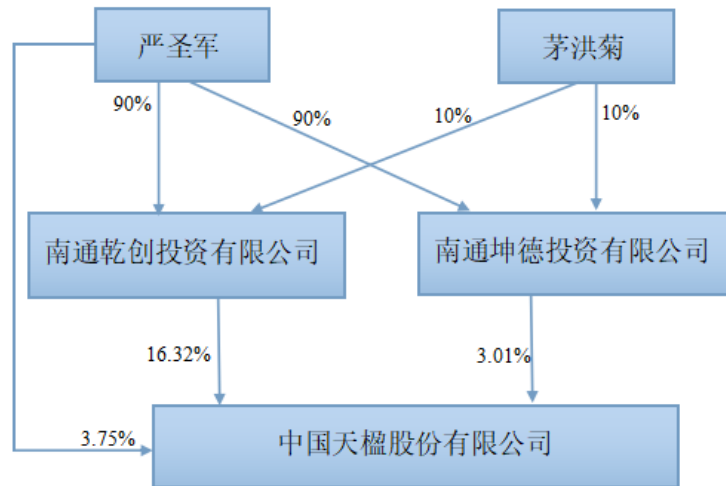 严圣军
茅洪菊
90%
90%
10%
10%
南通乾创投资有限公司
南通坤德投资有限公司
16.32%
3.01%
3.75%
中国天楹股份有限公司